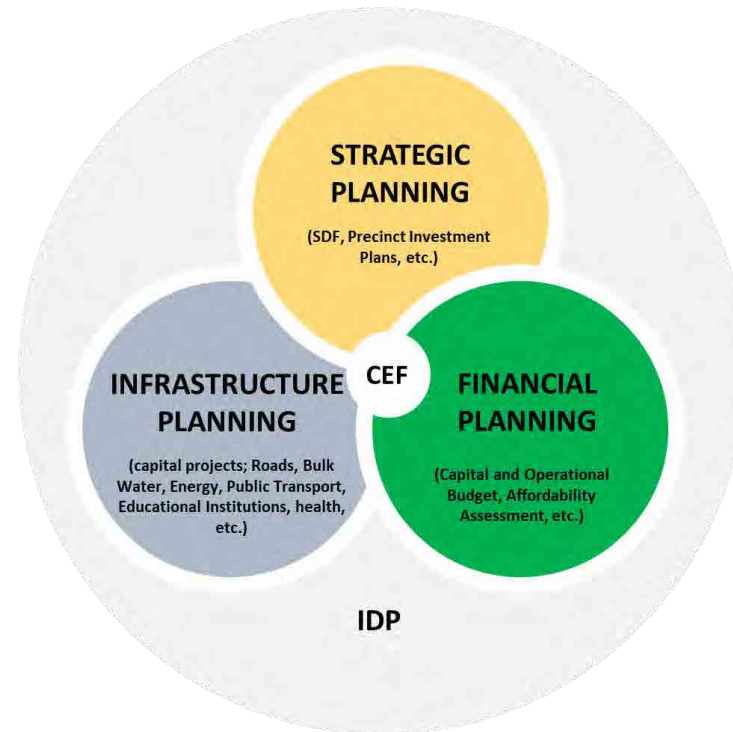 STRATEGIC
PLANNING
(SDF, Precinct Investment
Plans, etc.)
CEF
INFRASTRUCTURE
PLANNING
(capital projects; Roads, Bulk
Water, Energy, Public Transport,
Educational Institutions, health,
etc.)
FINANCIAL
PLANNING
(Capital and Operational
Budget, Affordability
Assessment, etc.)
IDP